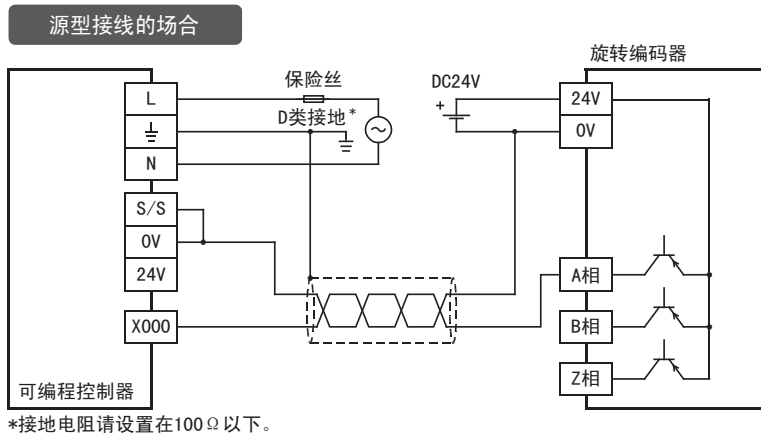 源型接线的场合
旋转编码器
保险丝
DC24V
L
24V
D类接地*
+
0V
N
S/S
0V
24V
A相
X000
B相
Z相
可编程控制器
*接地电阻请设置在100Ω以下。